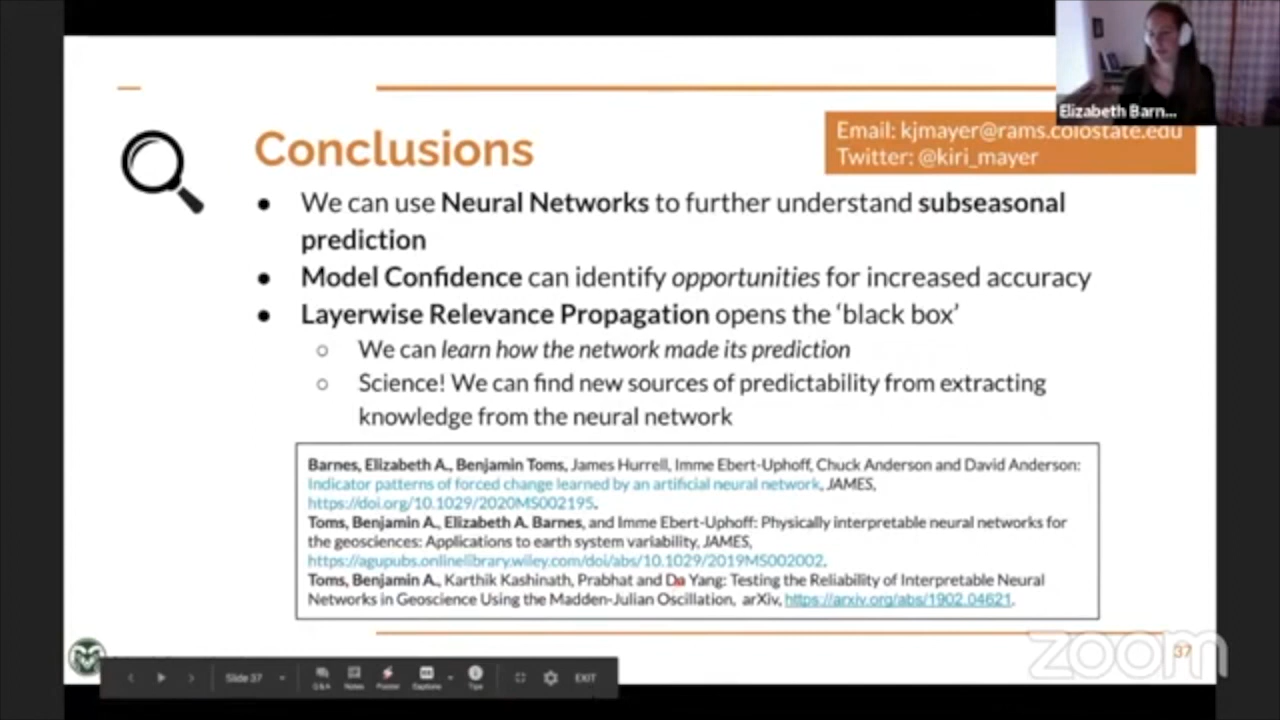 Elizabeth Barn...
Email: kjmayer@rams.colostate.edu
Twitter: @kiri_mayer
Conclusions
● We can use Neural Networks to further understand subseasonal
prediction
● Model Confidence can identify opportunities for increased accuracy
● Layerwise Relevance Propagation opens the ‘black box’
○ We can learn how the network made its prediction
○ Science! We can find new sources of predictability from extracting
knowledge from the neural network
Barnes, Elizabeth A., Benjamin Toms, James Hurrell, Imme Ebert-Uphoff, Chuck Anderson and David Anderson:
Indicator patterns of forced change learned by an artificial neural network, JAMES,
https://doi.org/10.1029/2020MS002195.
Toms, Benjamin A., Elizabeth A. Barnes, and Imme Ebert-Uphoff: Physically interpretable neural networks for
the geosciences: Applications to earth system variability, JAMES,
https://agupubs.onlinelibrary.wiley.com/doi/abs/10.1029/2019MS002002.
Toms, Benjamin A., Karthik Kashinath, Prabhat and Da Yang: Testing the Reliability of Interpretable Neural
Networks in Geoscience Using the Madden-Julian Oscillation, arXiv, https://arxiv.org/abs/1902.04621.
37
zoom
Slide 37
Q&A Notes Pointer Captions Tips EXIT